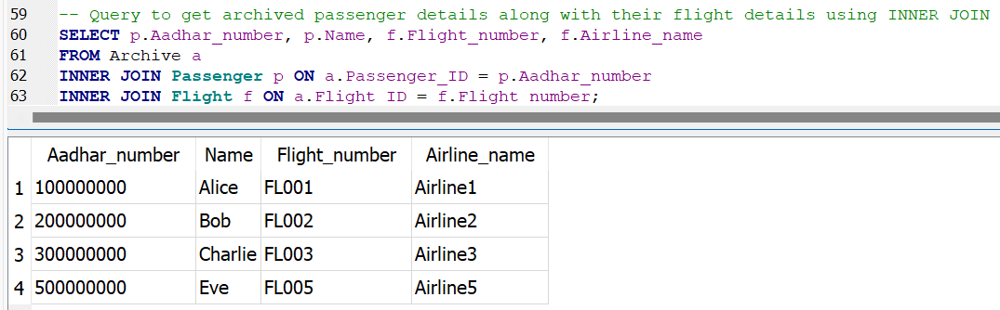 59 -- Query to get archived passenger details along with their flight details using INNER JOIN
60 SELECT p.Aadhar_number, p.Name, f.Flight_number, f.Airline_name
61 FROM Archive a
62 INNER JOIN Passenger p ON a.Passenger_ID = p.Aadhar_number
63 INNER JOIN Flight f ON a.Flight_ID = f.Flight_number;
Aadhar_number Name Flight_number Airline_name
1 100000000 Alice FL001 Airline1
2 200000000 Bob FL002 Airline2
3 300000000 Charlie FL003 Airline3
4 500000000 Eve FL005 Airline5